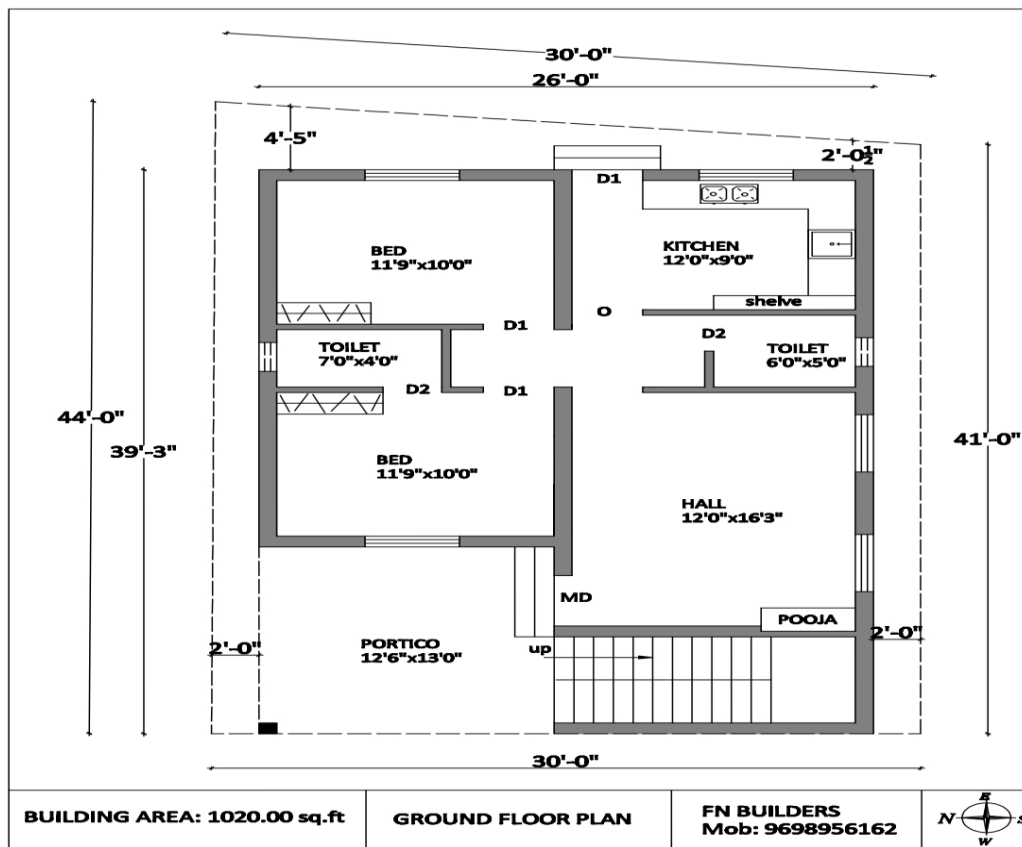 30'-0"
26'-0"
4'-5"
2'-0½"
D1
BED
11'9"x10'0"
KITCHEN
12'0"x9'0"
shelve
O
D1
D2
TOILET
7'0"x4'0"
TOILET
6'0"x5'0"
D2
D1
44'-0"
39'-3"
41'-0"
BED
11'9"x10'0"
HALL
12'0"x16'3"
MD
POOJA
2'-0"
2'-0"
PORTICO
12'6"x13'0"
up
30'-0"
BUILDING AREA: 1020.00 sq.ft
GROUND FLOOR PLAN
FN BUILDERS
Mob: 9698956162
E
N
S
W